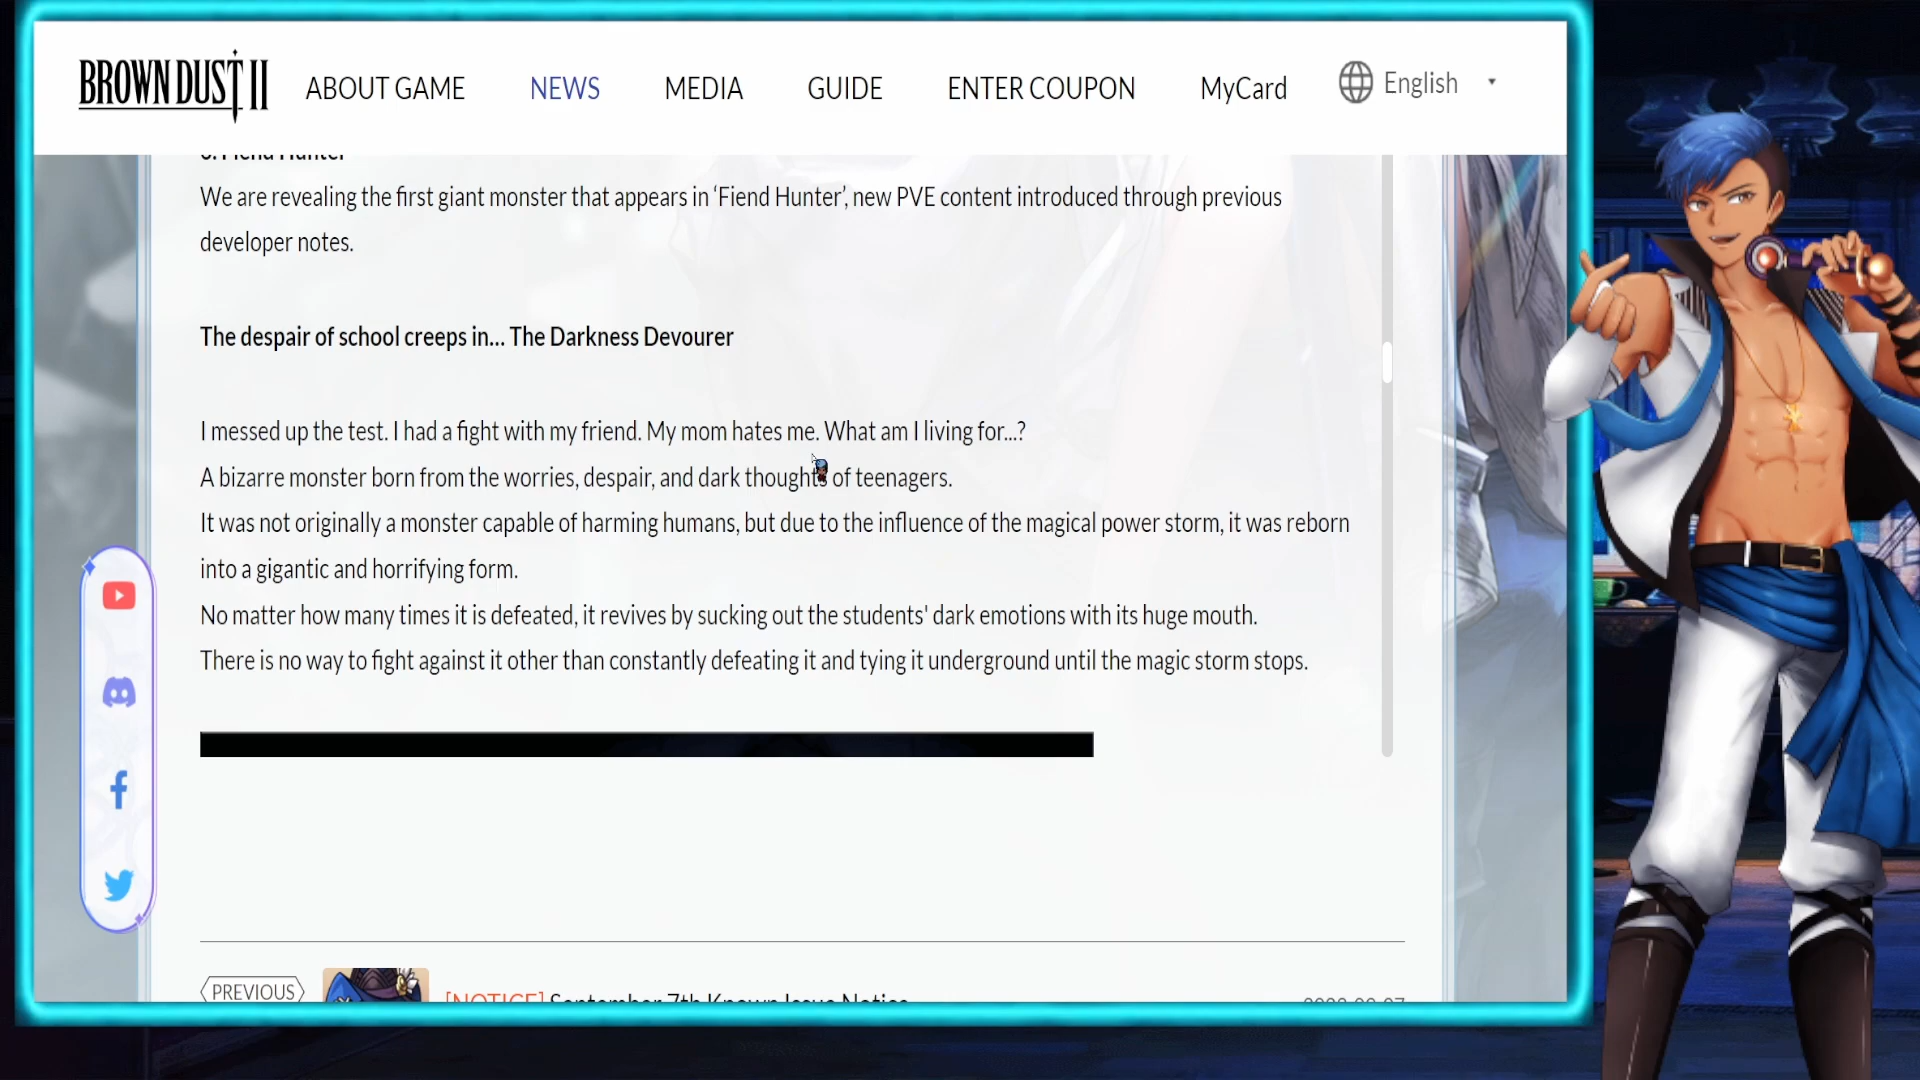 BROWN DUST II
ABOUT GAME
NEWS
MEDIA
GUIDE
ENTER COUPON
MyCard
English
We are revealing the first giant monster that appears in ‘Fiend Hunter’, new PVE content introduced through previous
developer notes.
The despair of school creeps in... The Darkness Devourer
I messed up the test. I had a fight with my friend. My mom hates me. What am I living for...?
A bizarre monster born from the worries, despair, and dark thoughts of teenagers.
It was not originally a monster capable of harming humans, but due to the influence of the magical power storm, it was reborn
into a gigantic and horrifying form.
No matter how many times it is defeated, it revives by sucking out the students' dark emotions with its huge mouth.
There is no way to fight against it other than constantly defeating it and tying it underground until the magic storm stops.
PREVIOUS
[NOTICE] September 7th Known Issue Notice